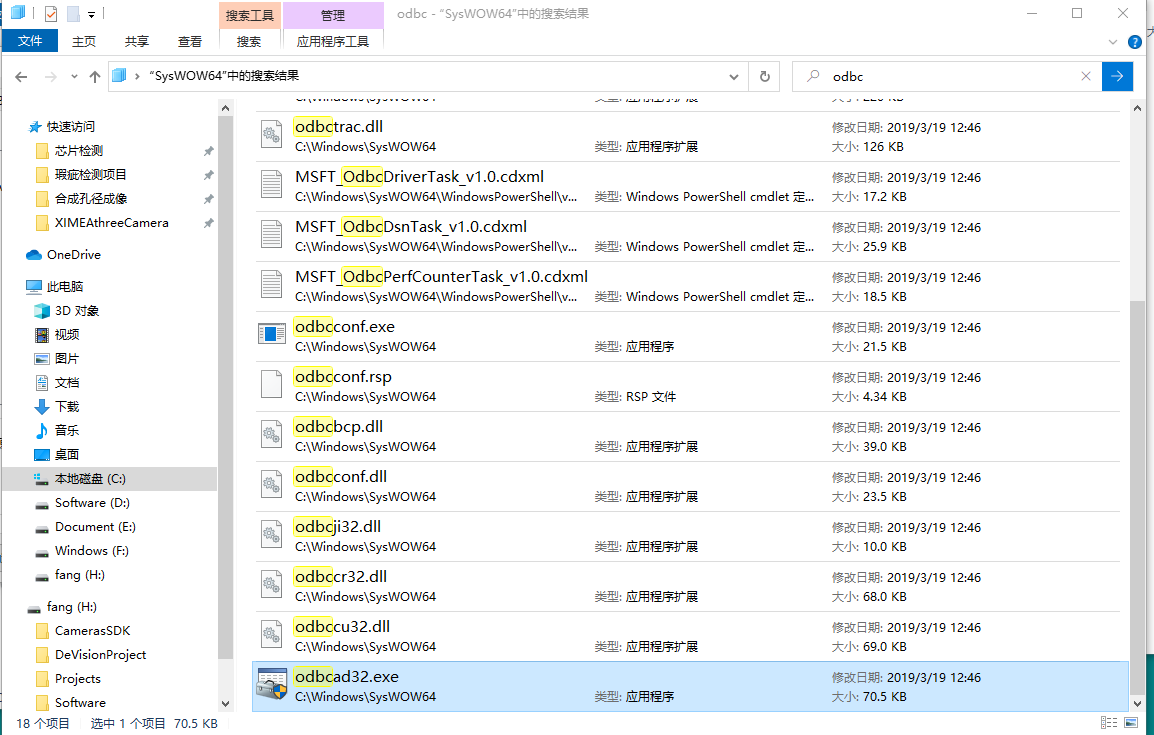 搜索工具 管理 odbc - “SysWOW64”中的搜索结果
文件 主页 共享 查看 搜索 应用程序工具
“SysWOW64”中的搜索结果 odbc
快速访问
芯片检测
瑕疵检测项目
合成孔径成像
XIMEAthreeCamera
OneDrive
此电脑
3D 对象
视频
图片
文档
下载
音乐
桌面
本地磁盘 (C:)
Software (D:)
Document (E:)
Windows (F:)
fang (H:)
fang (H:)
CamerasSDK
DeVisionProject
Projects
Software
C:\Windows\SysWOW64 类型: 应用程序扩展
odbctrac.dll 修改日期: 2019/3/19 12:46
C:\Windows\SysWOW64 类型: 应用程序扩展 大小: 126 KB
MSFT_OdbcDriverTask_v1.0.cdxml 修改日期: 2019/3/19 12:46
C:\Windows\SysWOW64\WindowsPowerShell\v... 类型: Windows PowerShell cmdlet 定... 大小: 17.2 KB
MSFT_OdbcDsnTask_v1.0.cdxml 修改日期: 2019/3/19 12:46
C:\Windows\SysWOW64\WindowsPowerShell\v... 类型: Windows PowerShell cmdlet 定... 大小: 25.9 KB
MSFT_OdbcPerfCounterTask_v1.0.cdxml 修改日期: 2019/3/19 12:46
C:\Windows\SysWOW64\WindowsPowerShell\v... 类型: Windows PowerShell cmdlet 定... 大小: 18.5 KB
odbcconf.exe 修改日期: 2019/3/19 12:46
C:\Windows\SysWOW64 类型: 应用程序 大小: 21.5 KB
odbcconf.rsp 修改日期: 2019/3/19 12:46
C:\Windows\SysWOW64 类型: RSP 文件 大小: 4.34 KB
odbcbcp.dll 修改日期: 2019/3/19 12:46
C:\Windows\SysWOW64 类型: 应用程序扩展 大小: 39.0 KB
odbcconf.dll 修改日期: 2019/3/19 12:46
C:\Windows\SysWOW64 类型: 应用程序扩展 大小: 23.5 KB
odbcji32.dll 修改日期: 2019/3/19 12:46
C:\Windows\SysWOW64 类型: 应用程序扩展 大小: 10.0 KB
odbccr32.dll 修改日期: 2019/3/19 12:46
C:\Windows\SysWOW64 类型: 应用程序扩展 大小: 68.0 KB
odbccu32.dll 修改日期: 2019/3/19 12:46
C:\Windows\SysWOW64 类型: 应用程序扩展 大小: 69.0 KB
odbcad32.exe 修改日期: 2019/3/19 12:46
C:\Windows\SysWOW64 类型: 应用程序 大小: 70.5 KB
18 个项目 选中 1 个项目 70.5 KB